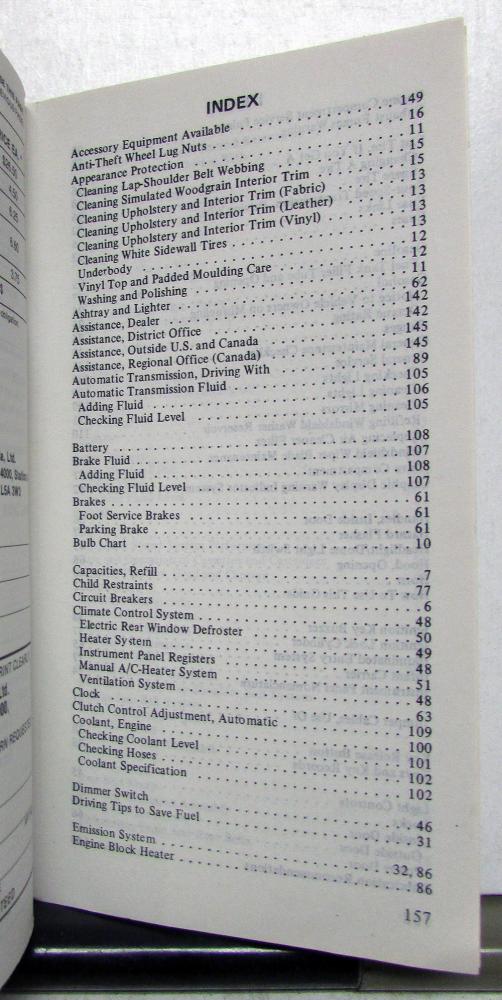 INDEX
Accessory Equipment Available . . . . . . . . . . 149
Anti-Theft Wheel Lug Nuts . . . . . . . . . . 16
Appearance Protection . . . . . . . . . . 11
Cleaning Lap-Shoulder Belt Webbing . . . . . . . . . . 15
Cleaning Simulated Woodgrain Interior Trim . . . . . . . . . . 15
Cleaning Upholstery and Interior Trim (Fabric) . . . . . . . . . . 13
Cleaning Upholstery and Interior Trim (Leather) . . . . . . . . . . 13
Cleaning Upholstery and Interior Trim (Vinyl) . . . . . . . . . . 13
Cleaning White Sidewall Tires . . . . . . . . . . 13
Underbody . . . . . . . . . . 12
Vinyl Top and Padded Moulding Care . . . . . . . . . . 12
Washing and Polishing . . . . . . . . . . 11
Ashtray and Lighter . . . . . . . . . . 62
Assistance, Dealer . . . . . . . . . . 142
Assistance, District Office . . . . . . . . . . 142
Assistance, Outside U.S. and Canada . . . . . . . . . . 145
Assistance, Regional Office (Canada) . . . . . . . . . . 145
Automatic Transmission, Driving With . . . . . . . . . . 89
Automatic Transmission Fluid . . . . . . . . . . 105
Adding Fluid . . . . . . . . . . 106
Checking Fluid Level . . . . . . . . . . 105
Battery . . . . . . . . . . 108
Brake Fluid . . . . . . . . . . 107
Adding Fluid . . . . . . . . . . 108
Checking Fluid Level . . . . . . . . . . 107
Brakes . . . . . . . . . . 61
Foot Service Brakes . . . . . . . . . . 61
Parking Brake . . . . . . . . . . 61
Bulb Chart . . . . . . . . . . 10
Capacities, Refill . . . . . . . . . . 7
Child Restraints . . . . . . . . . . 77
Circuit Breakers . . . . . . . . . . 6
Climate Control System . . . . . . . . . . 48
Electric Rear Window Defroster . . . . . . . . . . 50
Heater System . . . . . . . . . . 49
Instrument Panel Registers . . . . . . . . . . 48
Manual A/C-Heater System . . . . . . . . . . 51
Ventilation System . . . . . . . . . . 48
Clock . . . . . . . . . . 63
Clutch Control Adjustment, Automatic . . . . . . . . . . 109
Coolant, Engine . . . . . . . . . . 100
Checking Coolant Level . . . . . . . . . . 101
Checking Hoses . . . . . . . . . . 102
Coolant Specification . . . . . . . . . . 102
Dimmer Switch . . . . . . . . . . 46
Driving Tips to Save Fuel . . . . . . . . . . 31
Emission System . . . . . . . . . . 32, 86
Engine Block Heater . . . . . . . . . . 86
157